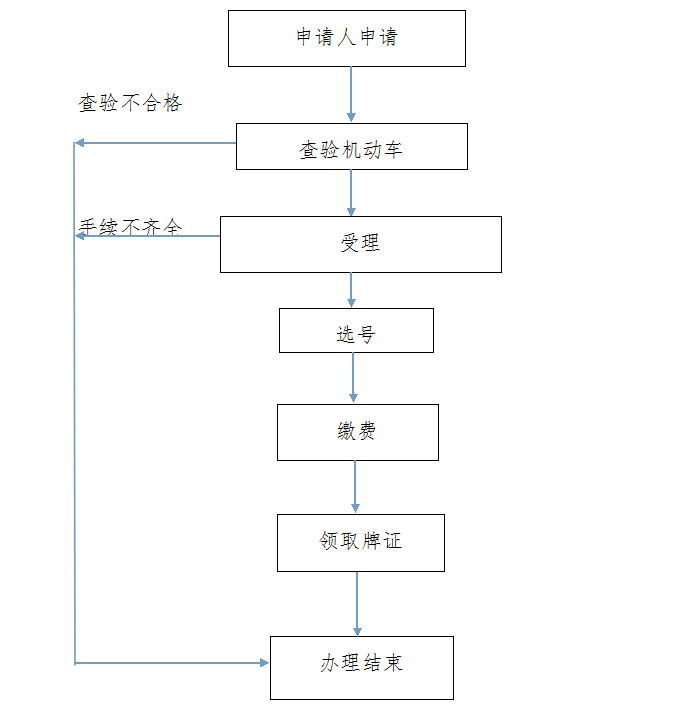 申请人申请
查验不合格
查验机动车
手续不齐全
受理
选号
缴费
领取牌证
办理结束